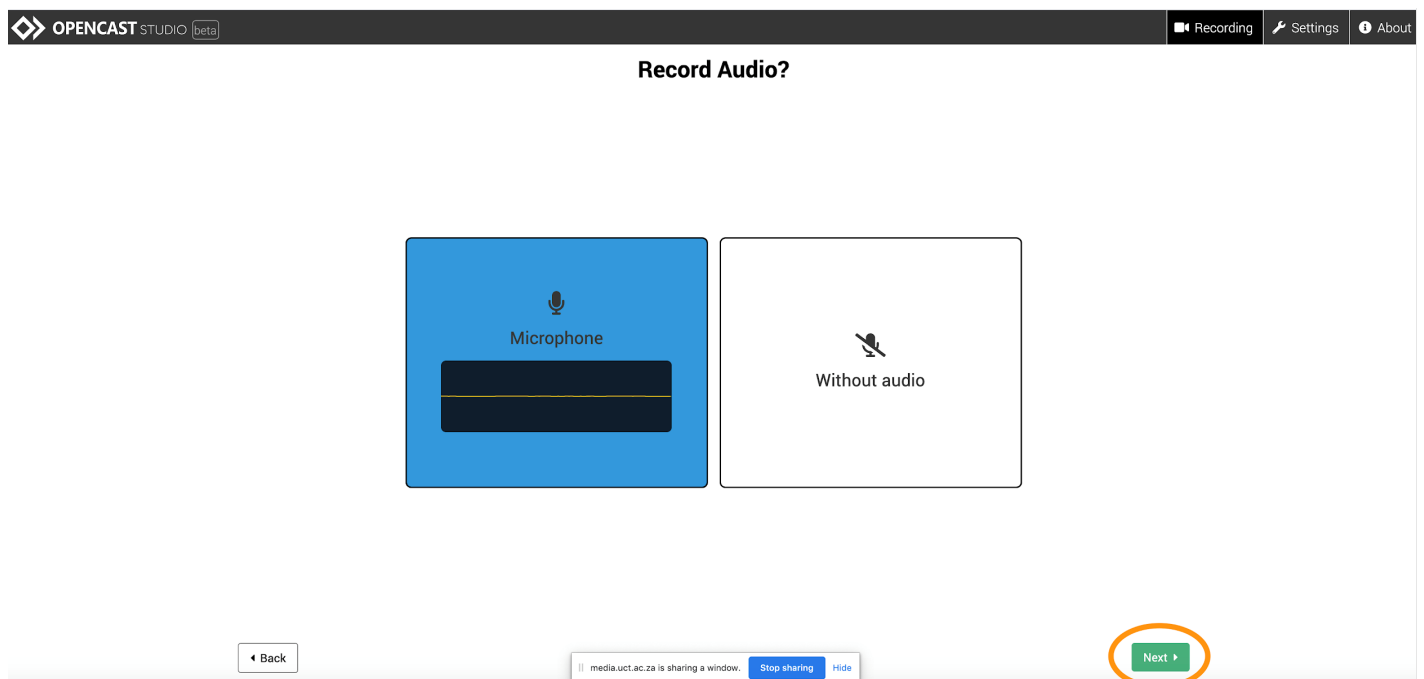 OPENCAST STUDIO beta
Recording
Settings
About
Record Audio?
Microphone
Without audio
Back
media.uct.ac.za is sharing a window. Stop sharing Hide
Next